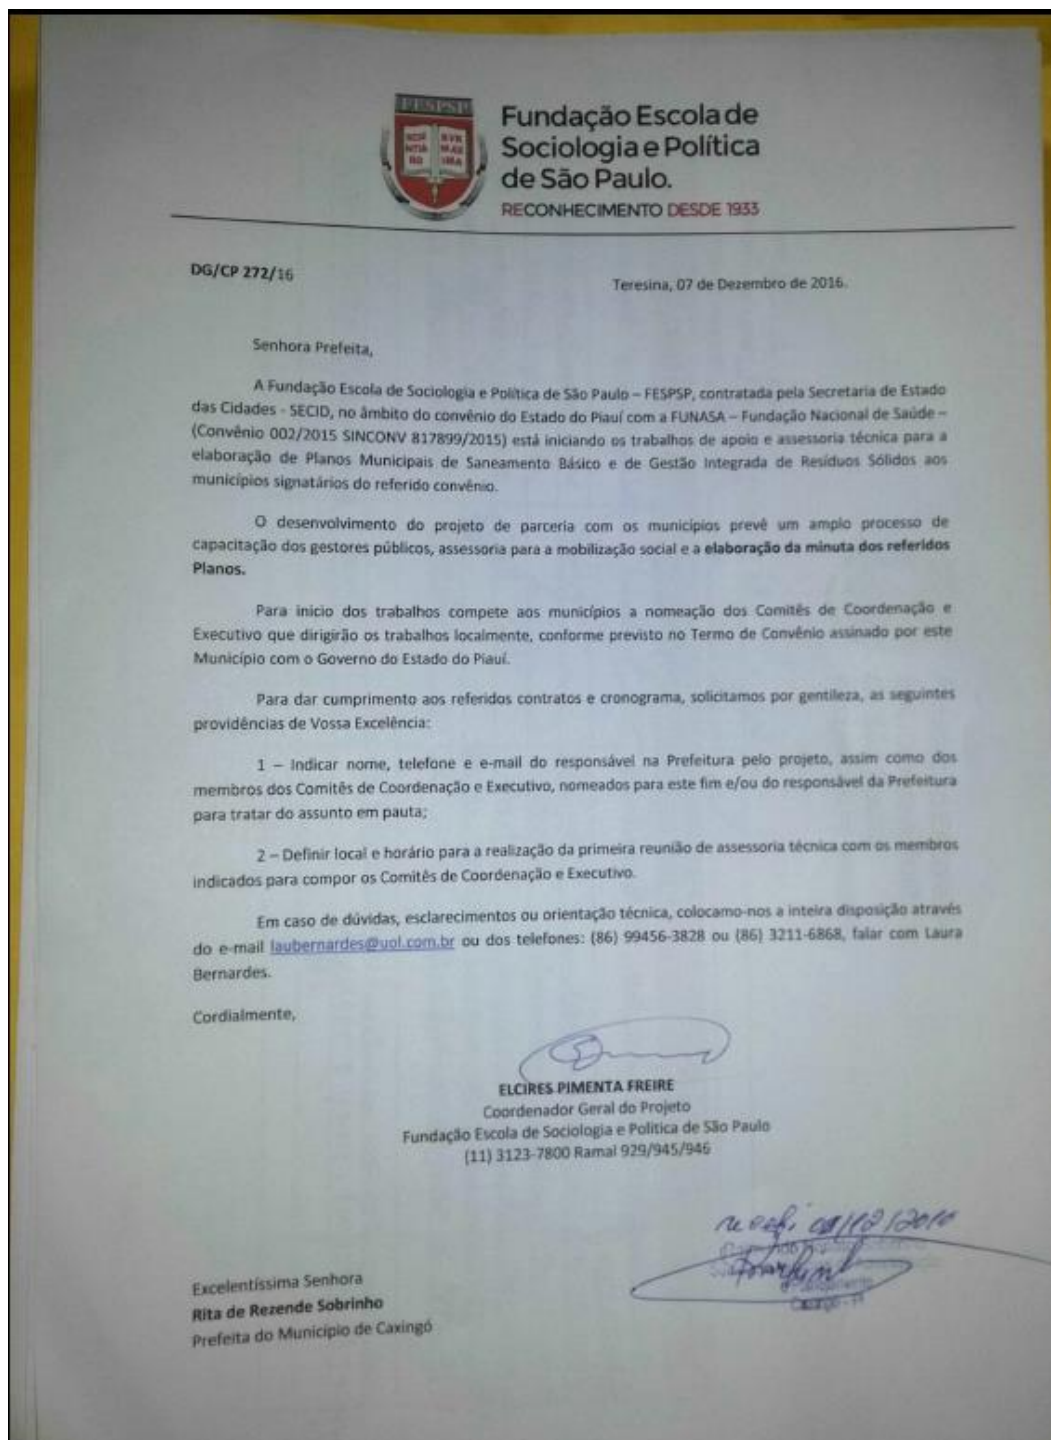 FESPSP
SCIEN
TIA
RO
BVR
M·AX
IMA
Fundação Escola de
Sociologia e Política
de São Paulo.
RECONHECIMENTO DESDE 1933
DG/CP 272/16
Teresina, 07 de Dezembro de 2016.
Senhora Prefeita,
A Fundação Escola de Sociologia e Política de São Paulo – FESPSP, contratada pela Secretaria de Estado
das Cidades - SECID, no âmbito do convênio do Estado do Piauí com a FUNASA – Fundação Nacional de Saúde –
(Convênio 002/2015 SINCONV 817899/2015) está iniciando os trabalhos de apoio e assessoria técnica para a
elaboração de Planos Municipais de Saneamento Básico e de Gestão Integrada de Resíduos Sólidos aos
municípios signatários do referido convênio.
O desenvolvimento do projeto de parceria com os municípios prevê um amplo processo de
capacitação dos gestores públicos, assessoria para a mobilização social e a elaboração da minuta dos referidos
Planos.
Para inicio dos trabalhos compete aos municípios a nomeação dos Comitês de Coordenação e
Executivo que dirigirão os trabalhos localmente, conforme previsto no Termo de Convênio assinado por este
Município com o Governo do Estado do Piauí.
Para dar cumprimento aos referidos contratos e cronograma, solicitamos por gentileza, as seguintes
providências de Vossa Excelência:
1 – Indicar nome, telefone e e-mail do responsável na Prefeitura pelo projeto, assim como dos
membros dos Comitês de Coordenação e Executivo, nomeados para este fim e/ou do responsável da Prefeitura
para tratar do assunto em pauta;
2 – Definir local e horário para a realização da primeira reunião de assessoria técnica com os membros
indicados para compor os Comitês de Coordenação e Executivo.
Em caso de dúvidas, esclarecimentos ou orientação técnica, colocamo-nos a inteira disposição através
do e-mail laubernardes@uol.com.br ou dos telefones: (86) 99456-3828 ou (86) 3211-6868, falar com Laura
Bernardes.
Cordialmente,
ELCIRES PIMENTA FREIRE
Coordenador Geral do Projeto
Fundação Escola de Sociologia e Política de São Paulo
(11) 3123-7800 Ramal 929/945/946
recebi /12/2016
Excelentíssima Senhora
Rita de Rezende Sobrinho
Prefeita do Município de Caxingó